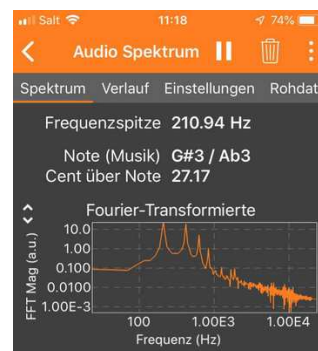 Salt 11:18 74%
Audio Spektrum
Spektrum Verlauf Einstellungen Rohdat
Frequenzspitze 210.94 Hz
Note (Musik) G#3 / Ab3
Cent über Note 27.17
Fourier-Transformierte
FFT Mag (a.u.)
10.0
1.00
0.100
0.0100
1.00E-3
100 1.00E3 1.00E4
Frequenz (Hz)